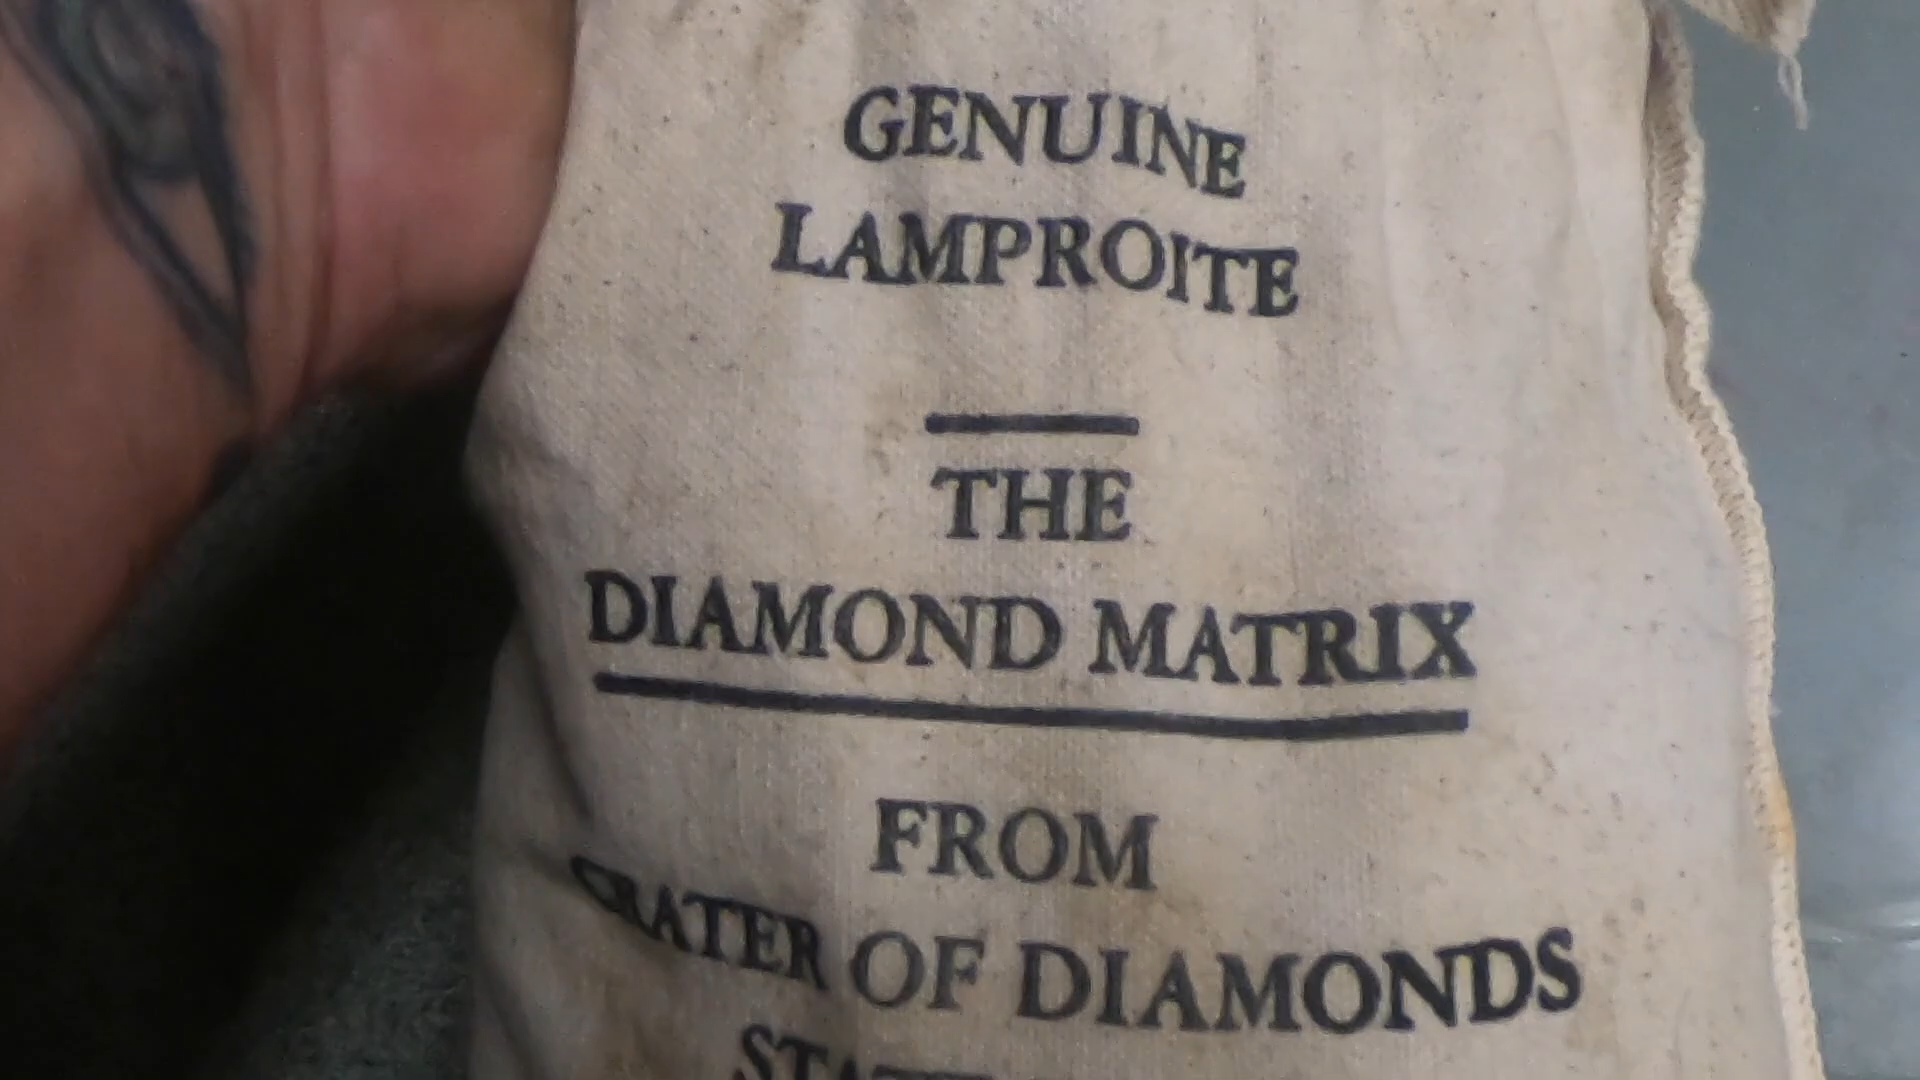 GENUINE
LAMPROITE
THE
DIAMOND MATRIX
FROM
CRATER OF DIAMONDS